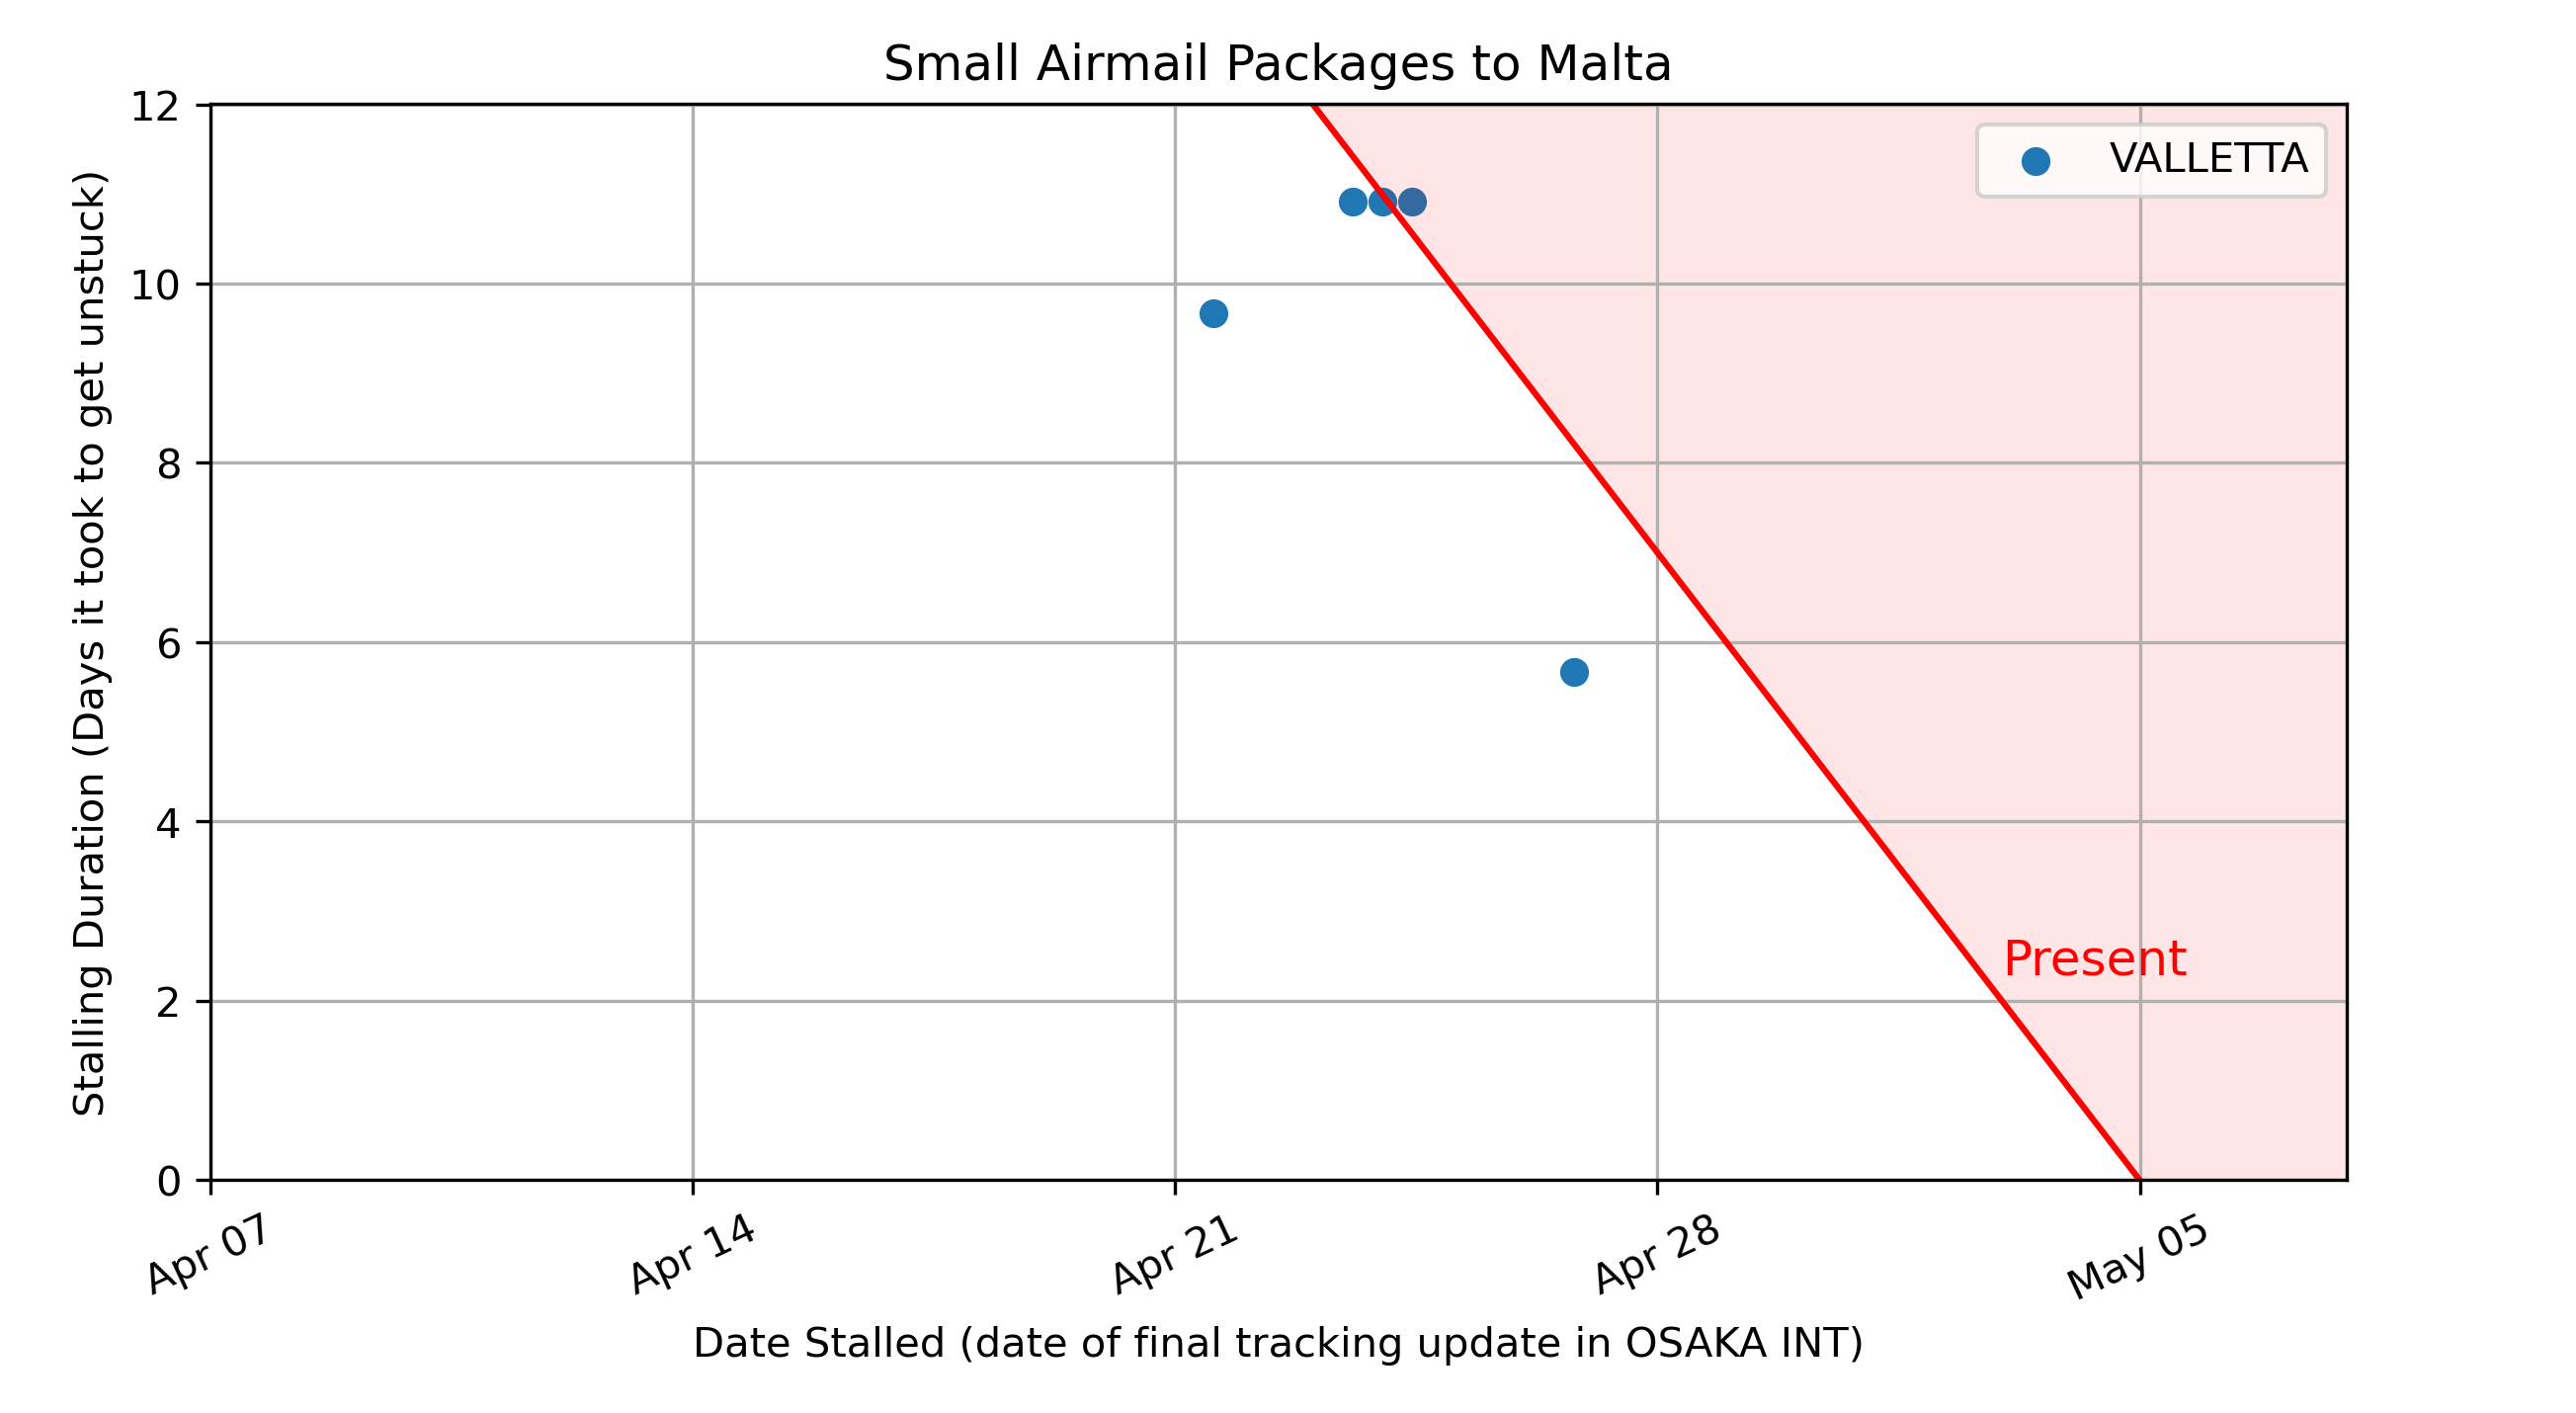 Small Airmail Packages to Malta
VALLETTA
Stalling Duration (Days it took to get unstuck)
12
10
8
6
4
2
0
Present
Apr 07
Apr 14
Apr 21
Apr 28
May 05
Date Stalled (date of final tracking update in OSAKA INT)